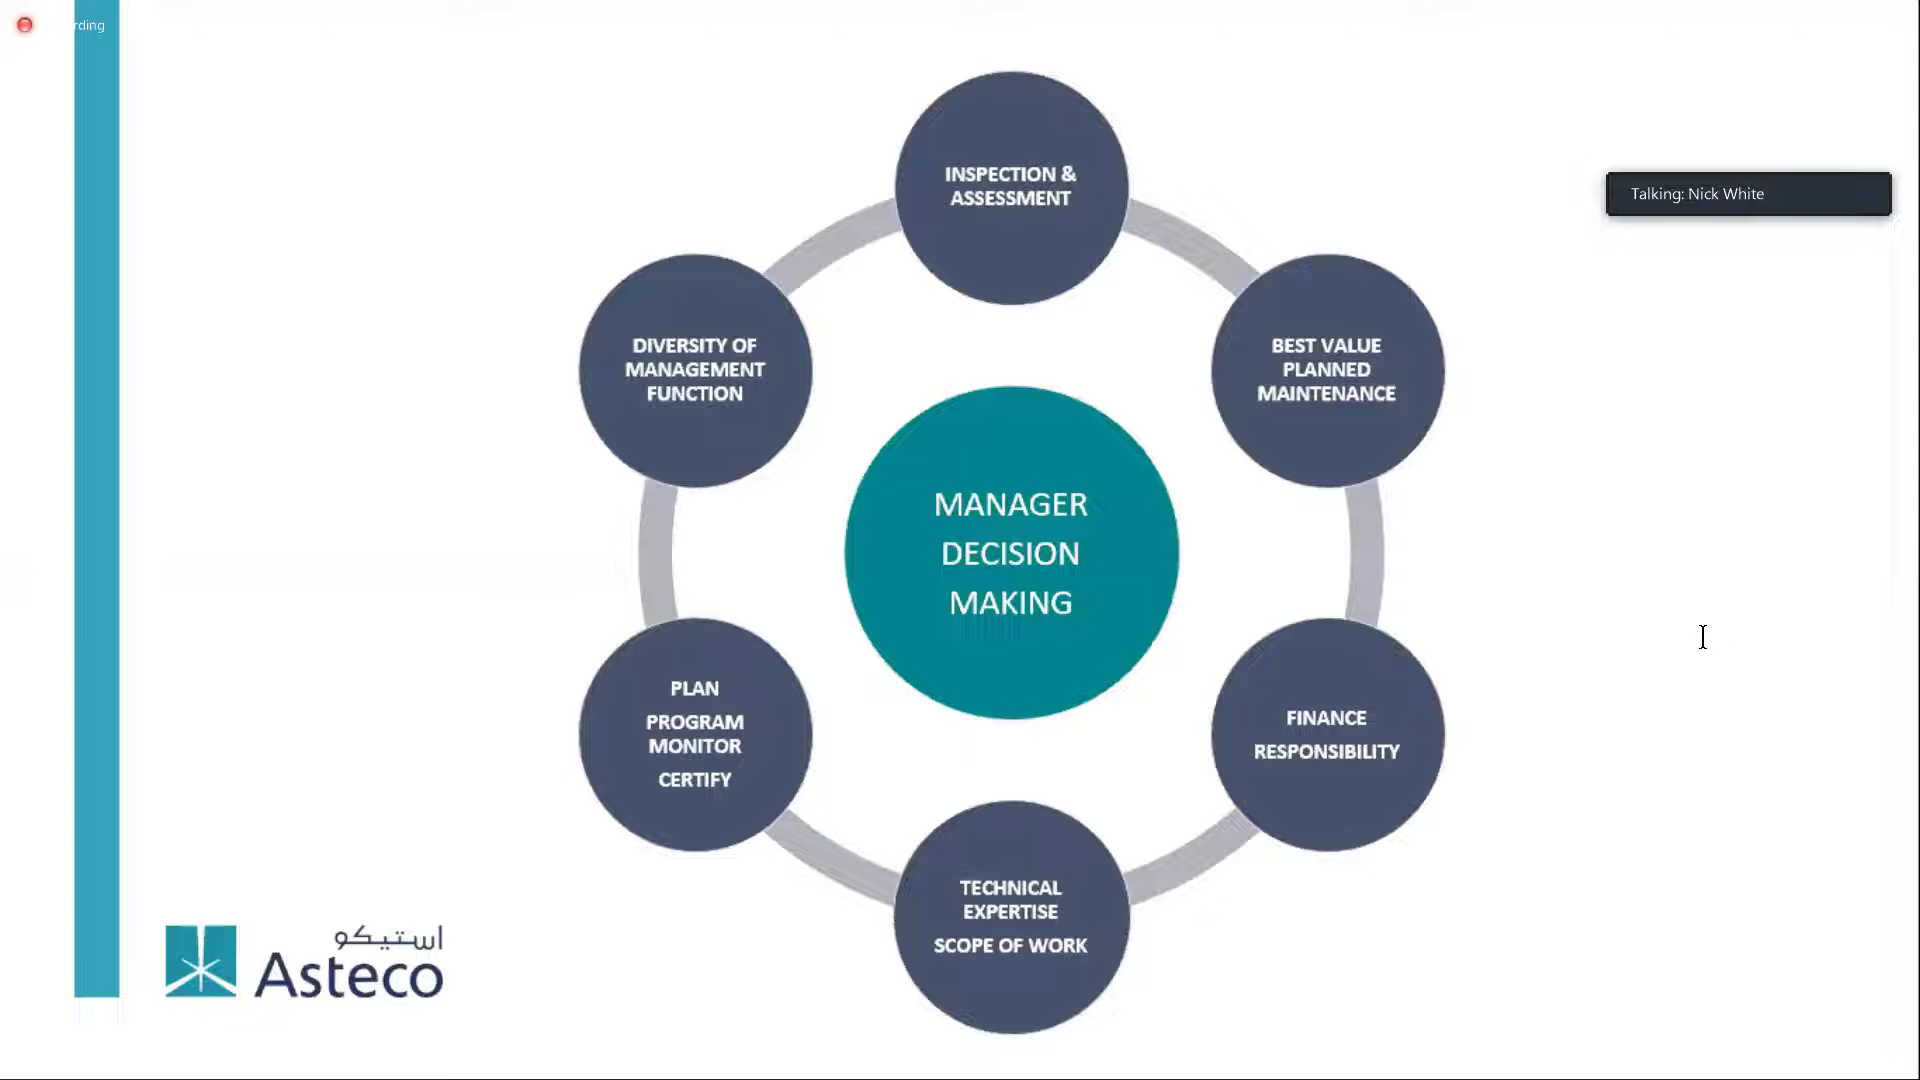 rding
Talking: Nick White
INSPECTION &
ASSESSMENT
DIVERSITY OF
MANAGEMENT
FUNCTION
BEST VALUE
PLANNED
MAINTENANCE
MANAGER
DECISION
MAKING
PLAN
PROGRAM
MONITOR
CERTIFY
FINANCE
RESPONSIBILITY
TECHNICAL
EXPERTISE
SCOPE OF WORK
استيكو
Asteco